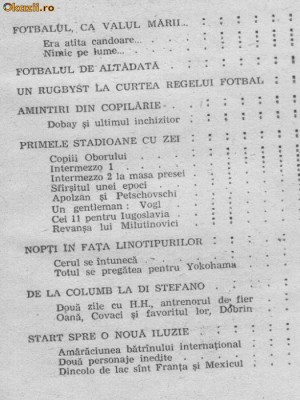 Okazii.ro
FOTBALUL, CA VALUL MĂRII...
Era atîta candoare...
Nimic pe lume...
FOTBALUL DE ALTĂDATĂ
UN RUGBYST LA CURTEA REGELUI FOTBAL
AMINTIRI DIN COPILĂRIE
Dobay și ultimul inchizitor
PRIMELE STADIOANE CU ZEI
Copiii Oborului
Intermezzo 1
Intermezzo 2 la masa presei
Sfîrșitul unei epoci
Apolzan și Petschovschi
Un gentleman: Vogl
Cei 11 pentru Iugoslavia
Revanșa lui Milutinovici
NOPȚI ÎN FAȚA LINOTIPURILOR
Cerul se întunecă
Totul se pregătea pentru Yokohama
DE LA COLUMB LA DI STEFANO
Două zile cu H.H., antrenorul de fier
Oană, Covaci și favoritul lor, Dobrin
START SPRE O NOUĂ ILUZIE
Amărăciunea bătrînului internațional
Două personaje inedite
Dincolo de lac sînt Franța și Mexicul